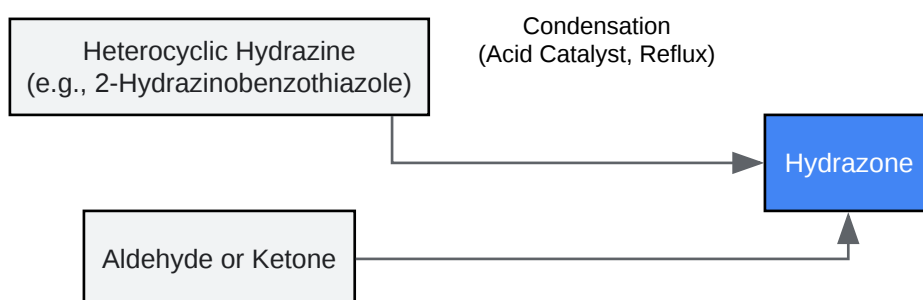 Heterocyclic Hydrazine
(e.g., 2-Hydrazinobenzothiazole)
Condensation
(Acid Catalyst, Reflux)
Hydrazone
Aldehyde or Ketone